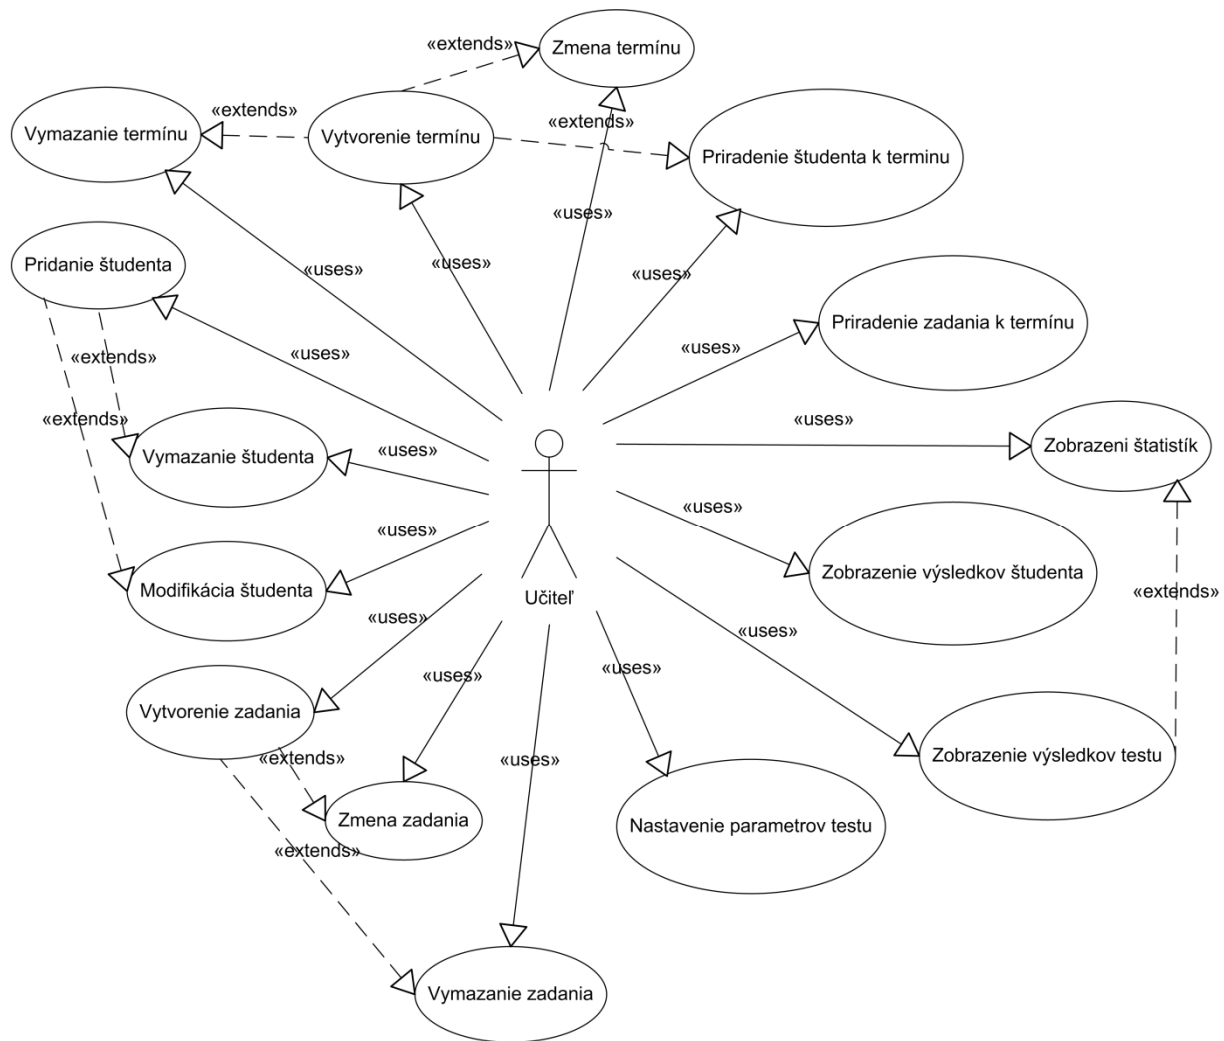 «extends»
Zmena termínu
«extends»
Vymazanie termínu
Vytvorenie termínu
«extends»
Priradenie študenta k terminu
«uses»
Pridanie študenta
«uses»
«uses»
«uses»
Priradenie zadania k termínu
«uses»
«uses»
«extends»
«extends»
«uses»
Zobrazeni štatistík
Vymazanie študenta
«uses»
«uses»
«uses»
Zobrazenie výsledkov študenta
Modifikácia študenta
Učiteľ
«extends»
«uses»
«uses»
«uses»
«uses»
Vytvorenie zadania
«extends»
«uses»
Zobrazenie výsledkov testu
Zmena zadania
Nastavenie parametrov testu
«extends»
Vymazanie zadania